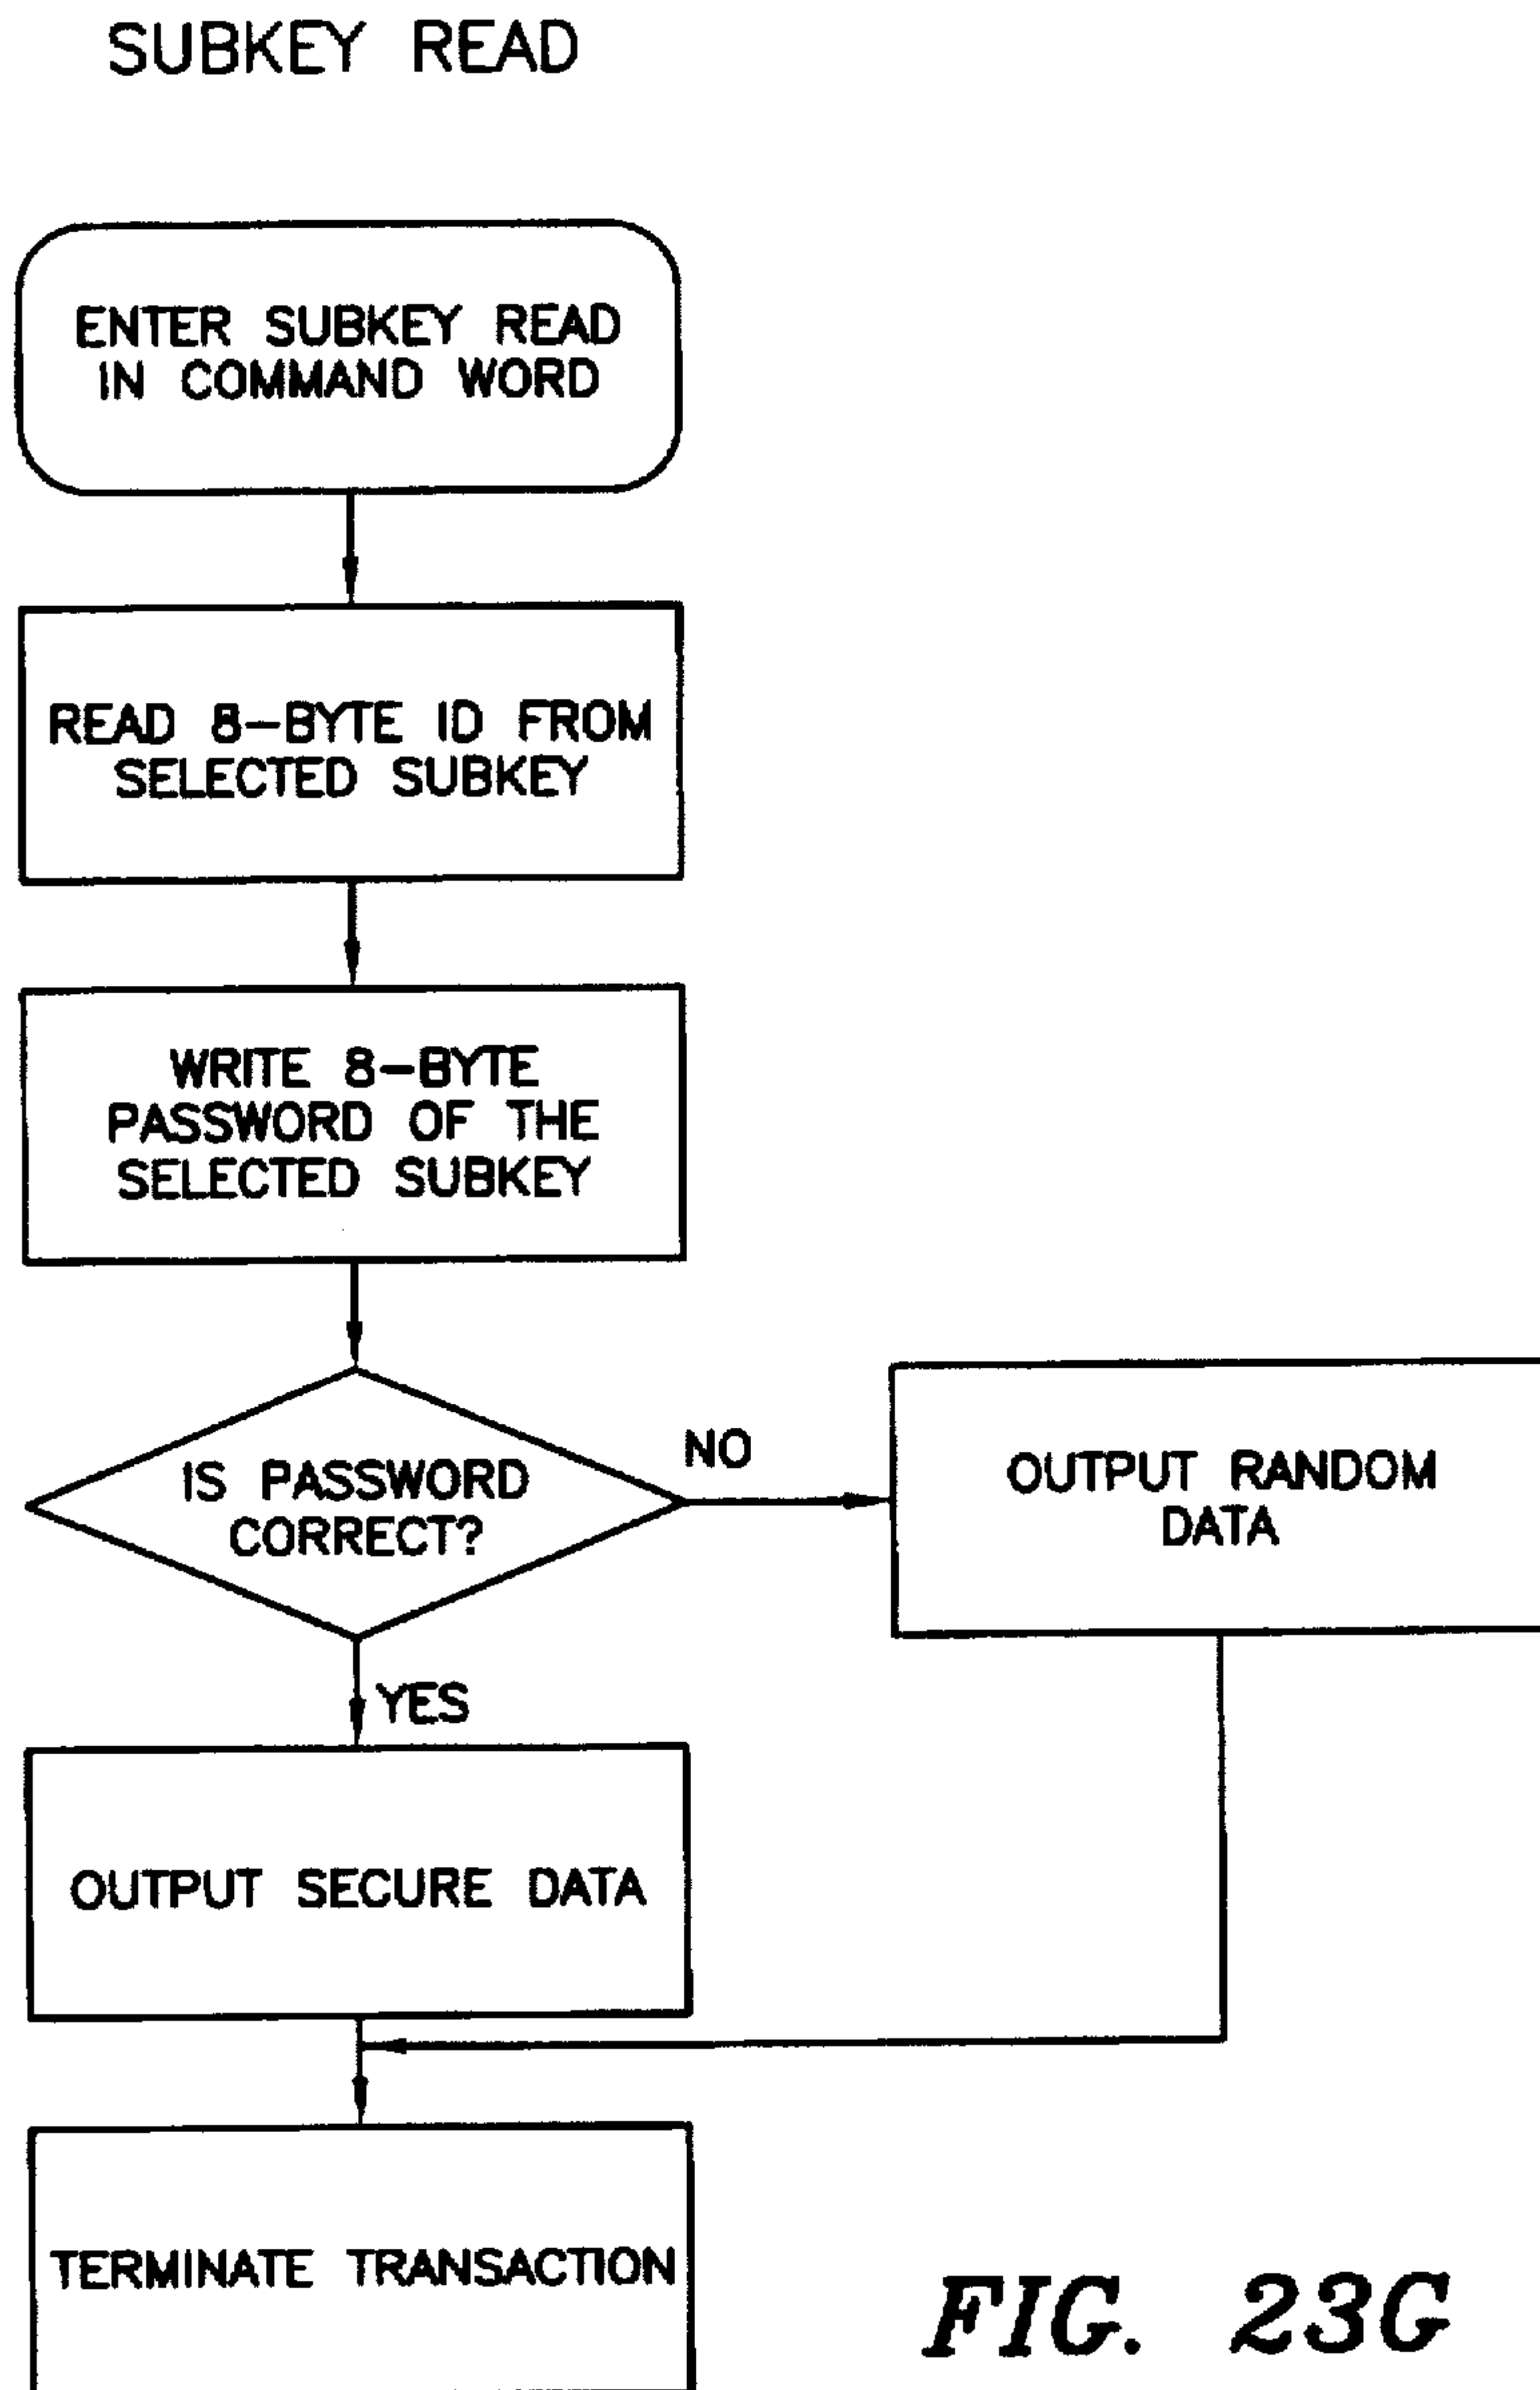 SUBKEY READ
ENTER SUBKEY READ
IN COMMAND WORD
READ 8-BYTE ID FROM
SELECTED SUBKEY
WRITE 8-BYTE
PASSWORD OF THE
SELECTED SUBKEY
IS PASSWORD
CORRECT?
NO
OUTPUT RANDOM
DATA
YES
OUTPUT SECURE DATA
TERMINATE TRANSACTION
FIG. 23G